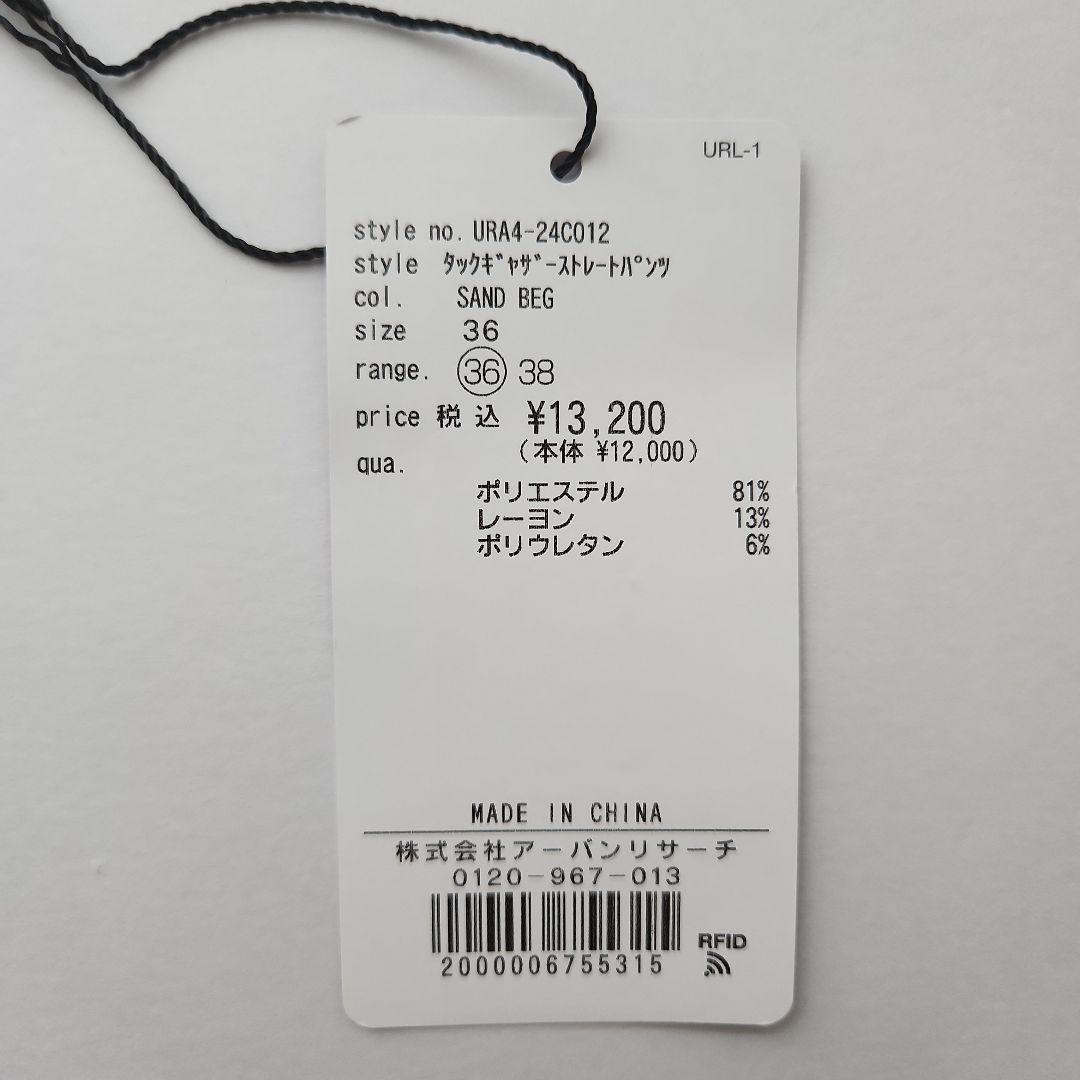 URL-1
style no. URA4-24C012
style ﾀｯｸｷﾞｬｻﾞｰｽﾄﾚｰﾄﾊﾟﾝﾂ
col. SAND BEG
size 36
range. 36 38
price 税込 ¥13,200
(本体 ¥12,000)
qua.
ポリエステル 81%
レーヨン 13%
ポリウレタン 6%
MADE IN CHINA
株式会社アーバンリサーチ
0120-967-013
2000006755315
RFID